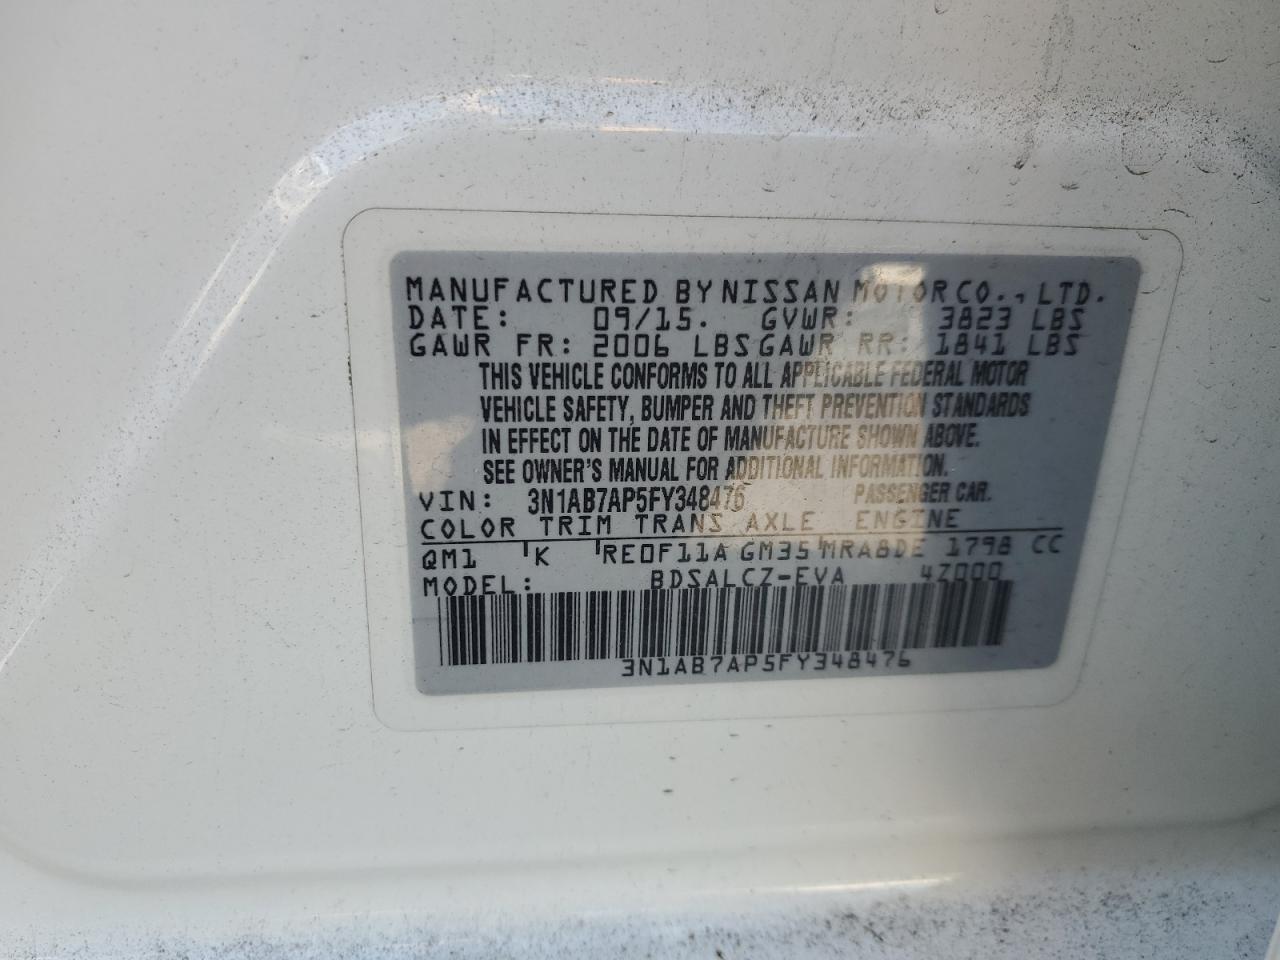 MANUFACTURED BY NISSAN MOTOR CO., LTD.
DATE: 09/15. GVWR: 3823 LBS
GAWR FR: 2006 LBS GAWR RR: 1841 LBS
THIS VEHICLE CONFORMS TO ALL APPLICABLE FEDERAL MOTOR
VEHICLE SAFETY, BUMPER AND THEFT PREVENTION STANDARDS
IN EFFECT ON THE DATE OF MANUFACTURE SHOWN ABOVE.
SEE OWNER'S MANUAL FOR ADDITIONAL INFORMATION.
VIN: 3N1AB7AP5FY348476 PASSENGER CAR.
COLOR TRIM TRANS AXLE ENGINE
QM1 K RE0F11A GM35 MRA8DE 1798 CC
MODEL: BDSALCZ-EVA 4Z000
3N1AB7AP5FY348476